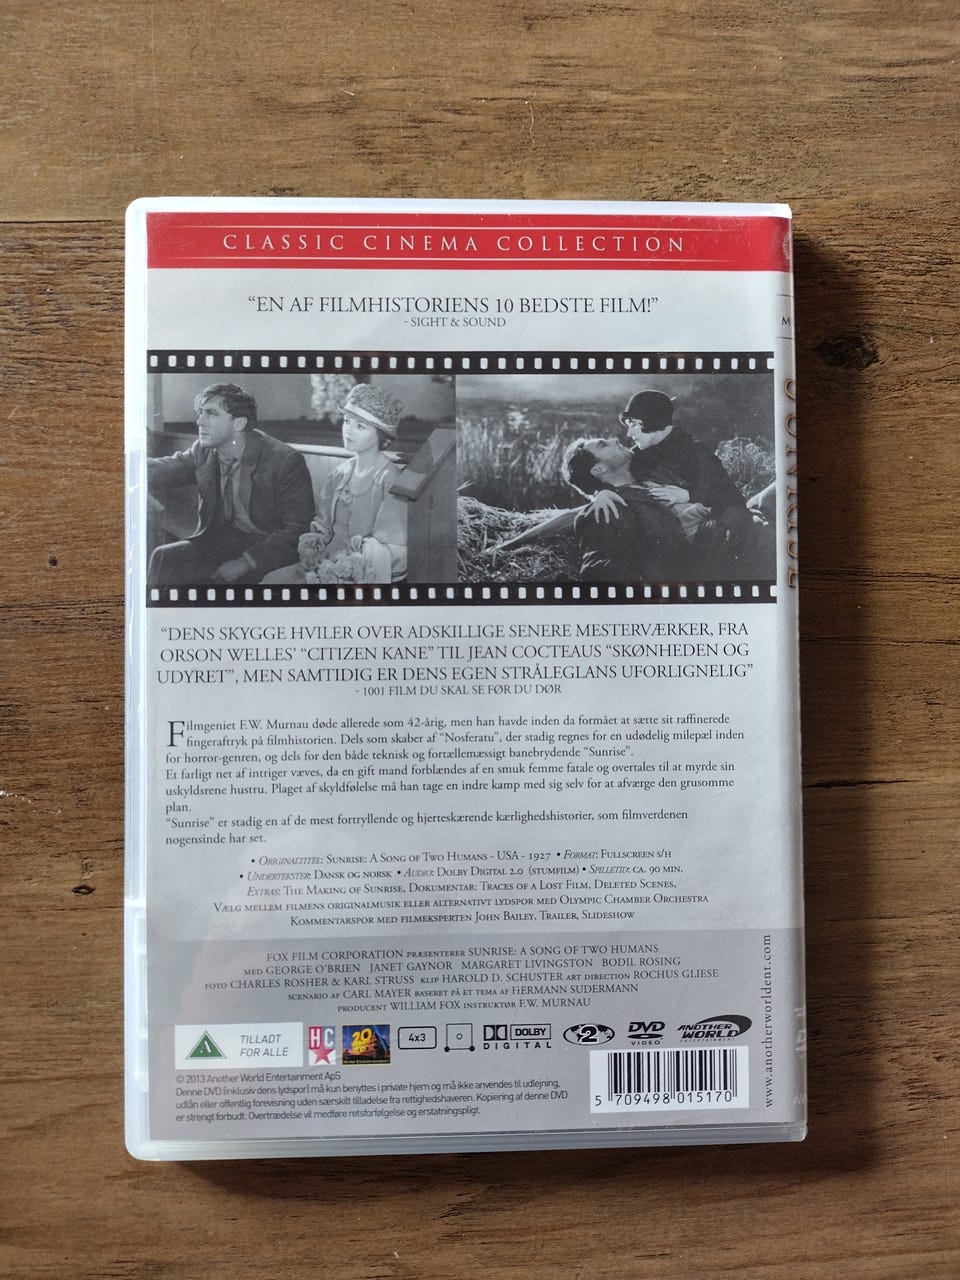 CLASSIC CINEMA COLLECTION
“EN AF FILMHISTORIENS 10 BEDSTE FILM!”
- SIGHT & SOUND
“DENS SKYGGE HVILER OVER ADSKILLIGE SENERE MESTERVÆRKER, FRA
ORSON WELLES’ “CITIZEN KANE” TIL JEAN COCTEAUS “SKØNHEDEN OG
UDYRET”, MEN SAMTIDIG ER DENS EGEN STRÅLEGLANS UFORLIGNELIG”
- 1001 FILM DU SKAL SE FØR DU DØR
Filmgeniet F.W. Murnau døde allerede som 42-årig, men han havde inden da formået at sætte sit raffinerede
fingeraftryk på filmhistorien. Dels som skaber af “Nosferatu”, der stadig regnes for en udødelig milepæl inden
for horror-genren, og dels for den både teknisk og fortællemæssigt banebrydende “Sunrise”.
Et farligt net af intriger væves, da en gift mand forblændes af en smuk femme fatale og overtales til at myrde sin
uskyldsrene hustru. Plaget af skyldfølelse må han tage en indre kamp med sig selv for at afværge den grusomme
plan.
“Sunrise” er stadig en af de mest fortryllende og hjerteskærende kærlighedshistorier, som filmverdenen
nogensinde har set.
• ORIGINALTITEL: SUNRISE: A SONG OF TWO HUMANS - USA - 1927 • FORMAT: FULLSCREEN S/H
• UNDERTEKSTER: DANSK OG NORSK • AUDIO: DOLBY DIGITAL 2.0 (STUMFILM) • SPILLETID: CA. 90 MIN.
EXTRAS: THE MAKING OF SUNRISE, DOKUMENTAR: TRACES OF A LOST FILM, DELETED SCENES,
VÆLG MELLEM FILMENS ORIGINALMUSIK ELLER ALTERNATIVT LYDSPOR MED OLYMPIC CHAMBER ORCHESTRA
KOMMENTARSPOR MED FILMEKSPERTEN JOHN BAILEY, TRAILER, SLIDESHOW
FOX FILM CORPORATION PRÆSENTERER SUNRISE: A SONG OF TWO HUMANS
MED GEORGE O'BRIEN JANET GAYNOR MARGARET LIVINGSTON BODIL ROSING
FOTO CHARLES ROSHER & KARL STRUSS KLIP HAROLD D. SCHUSTER ART DIRECTION ROCHUS GLIESE
SCENARIO AF CARL MAYER BASERET PÅ ET TEMA AF HERMANN SUDERMANN
PRODUCENT WILLIAM FOX INSTRUKTØR F.W. MURNAU
A TILLADT
FOR ALLE
HC
20
4x3
DOLBY
DIGITAL
2
DVD
VIDEO
ANOTHER
WORLD
ENTERTAINMENT
© 2013 Another World Entertainment ApS
Denne DVD (inklusiv dens lydspor) må kun benyttes i private hjem og må ikke anvendes til udlejning,
udlån eller offentlig forevisning uden særskilt tilladelse fra rettighedshaveren. Kopiering af denne DVD
er strengt forbudt. Overtrædelse vil medføre retsforfølgelse og erstatningspligt.
5 709498 015170
www.anotherworldent.com
SUNRISE